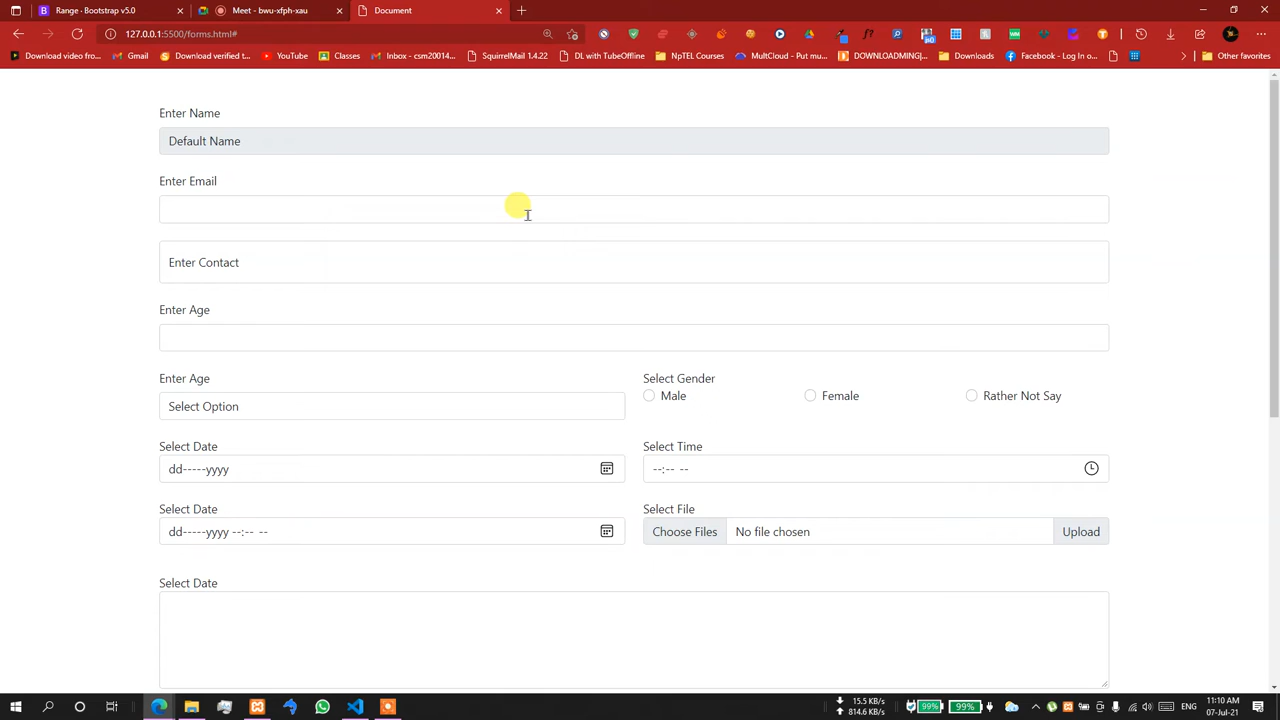 Range · Bootstrap v5.0
Meet - bwu-xfph-xau
Document
127.0.0.1:5500/forms.html#
Download video fro...
Gmail
Download verified t...
YouTube
Classes
Inbox - csm20014...
SquirrelMail 1.4.22
DL with TubeOffline
NpTEL Courses
MultCloud - Put mu...
DOWNLOADMING|...
Downloads
Facebook - Log In o...
Other favorites
Enter Name
Default Name
Enter Email
Enter Contact
Enter Age
Enter Age
Select Gender
Select Option
Male
Female
Rather Not Say
Select Date
Select Time
dd-----yyyy
--:-- --
Select Date
Select File
dd-----yyyy --:-- --
Choose Files
No file chosen
Upload
Select Date
15.5 KB/s
814.6 KB/s
99%
99%
ENG
11:10 AM
07-Jul-21